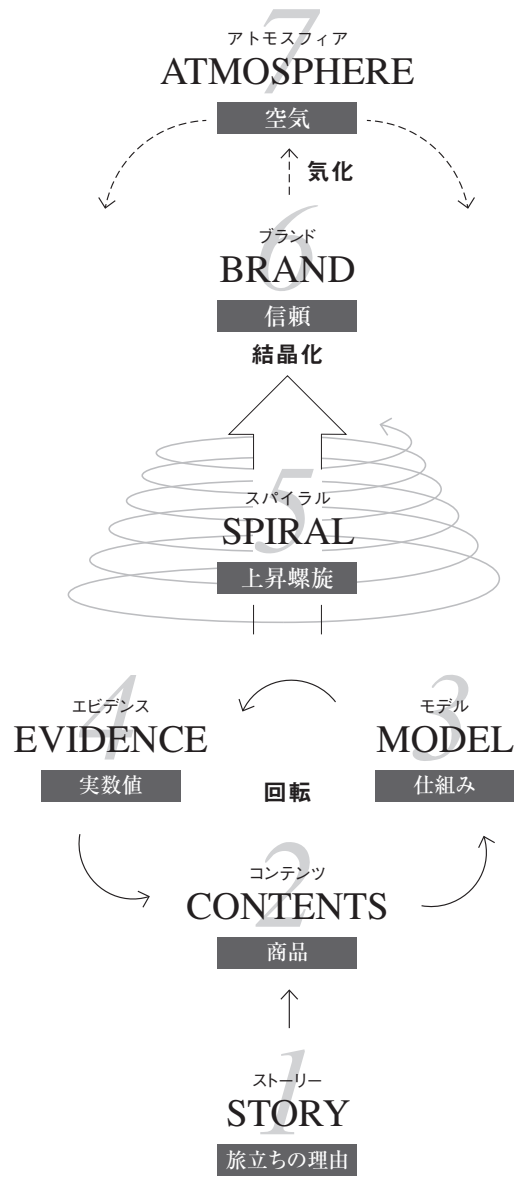 7
アトモスフィア
ATMOSPHERE
空気
気化
6
ブランド
BRAND
信頼
結晶化
5
スパイラル
SPIRAL
上昇螺旋
4
エビデンス
EVIDENCE
実数値
3
モデル
MODEL
仕組み
回転
2
コンテンツ
CONTENTS
商品
1
ストーリー
STORY
旅立ちの理由